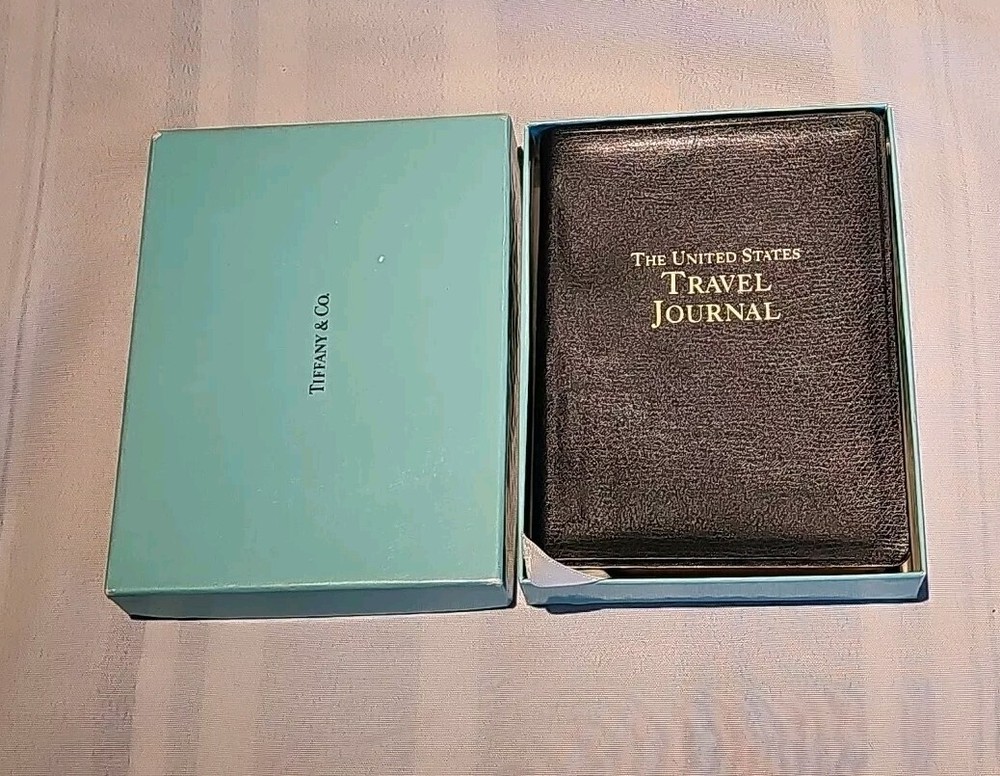 TIFFANY & CO.
THE UNITED STATES
TRAVEL
JOURNAL